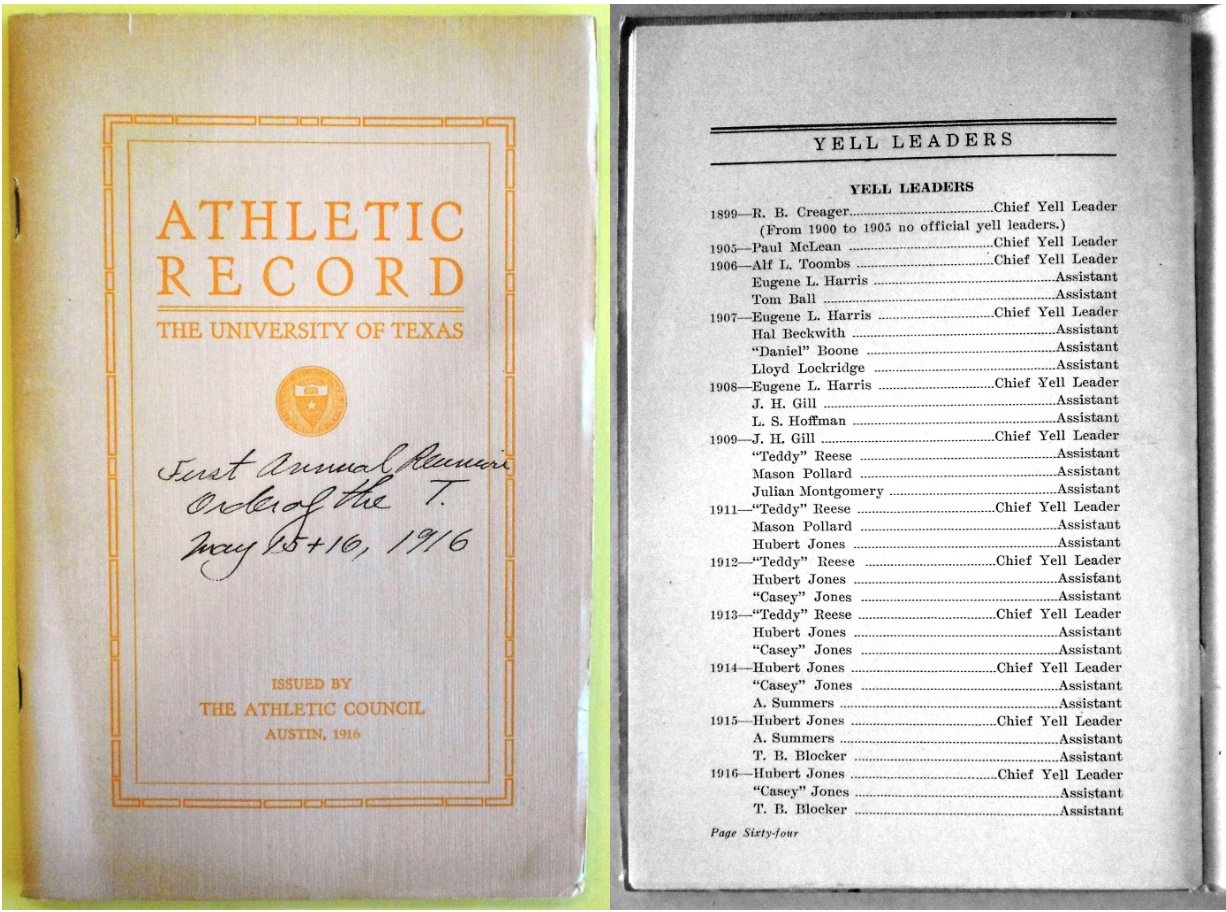 ATHLETIC
RECORD
THE UNIVERSITY OF TEXAS
First Annual Reunion
Order of the T.
May 15+16, 1916
ISSUED BY
THE ATHLETIC COUNCIL
AUSTIN, 1916
YELL LEADERS
YELL LEADERS
1899—R. B. Creager....................Chief Yell Leader
(From 1900 to 1905 no official yell leaders.)
1905—Paul McLean ....................Chief Yell Leader
1906—Alf L. Toombs ....................Chief Yell Leader
Eugene L. Harris ....................Assistant
Tom Ball ....................Assistant
1907—Eugene L. Harris ....................Chief Yell Leader
Hal Beckwith ....................Assistant
“Daniel” Boone ....................Assistant
Lloyd Lockridge ....................Assistant
1908—Eugene L. Harris ....................Chief Yell Leader
J. H. Gill ....................Assistant
L. S. Hoffman ....................Assistant
1909—J. H. Gill ....................Chief Yell Leader
“Teddy” Reese ....................Assistant
Mason Pollard ....................Assistant
Julian Montgomery ....................Assistant
1911—“Teddy” Reese ....................Chief Yell Leader
Mason Pollard ....................Assistant
Hubert Jones ....................Assistant
1912—“Teddy” Reese ....................Chief Yell Leader
Hubert Jones ....................Assistant
“Casey” Jones ....................Assistant
1913—“Teddy” Reese ....................Chief Yell Leader
Hubert Jones ....................Assistant
“Casey” Jones ....................Assistant
1914—Hubert Jones ....................Chief Yell Leader
“Casey” Jones ....................Assistant
A. Summers ....................Assistant
1915—Hubert Jones ....................Chief Yell Leader
A. Summers ....................Assistant
T. B. Blocker ....................Assistant
1916—Hubert Jones ....................Chief Yell Leader
“Casey” Jones ....................Assistant
T. B. Blocker ....................Assistant
Page Sixty-four